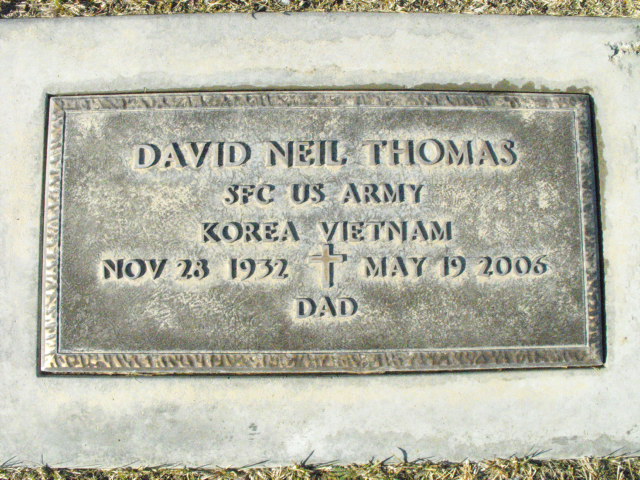 DAVID NEIL THOMAS
SFC US ARMY
KOREA VIETNAM
NOV 23 1932 MAY 19 2006
DAD